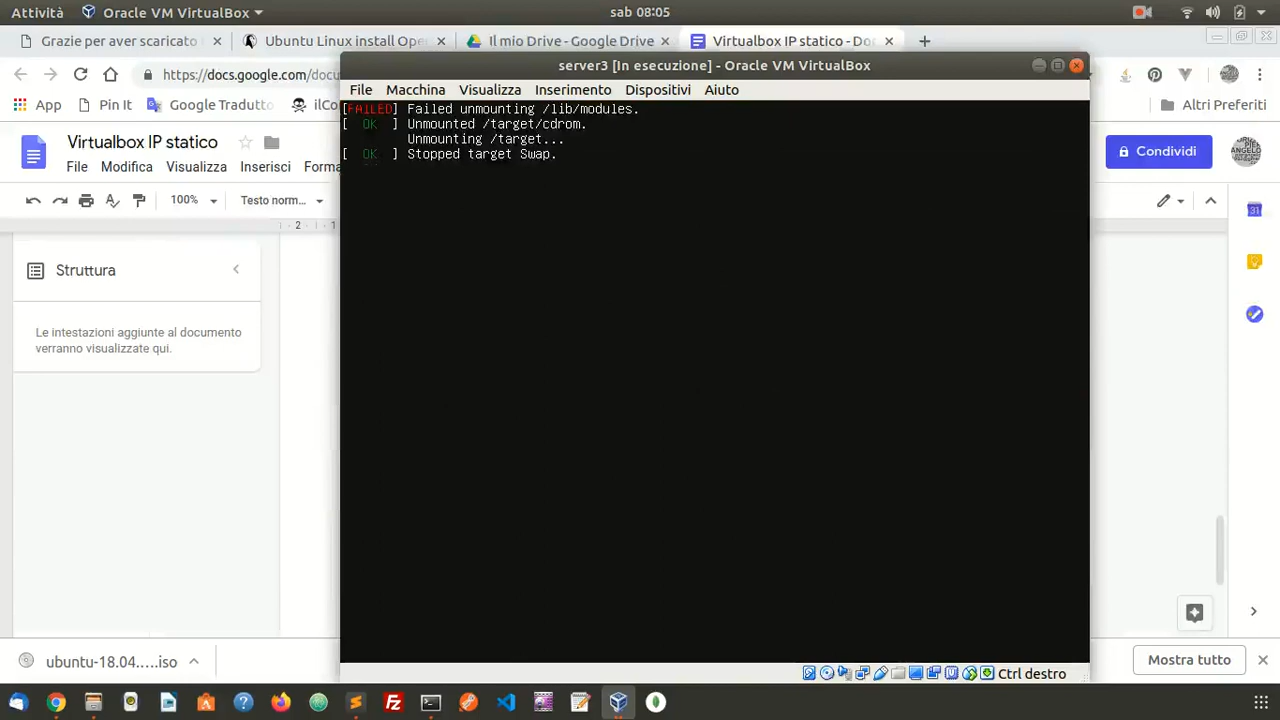 Attività
Oracle VM VirtualBox
sab 08:05
Grazie per aver scaricato
Ubuntu Linux install Ope
Il mio Drive - Google Drive
Virtualbox IP statico - Do
server3 [In esecuzione] - Oracle VM VirtualBox
https://docs.google.com/docu
File Macchina Visualizza Inserimento Dispositivi Aiuto
App
Pin It
Google Tradutto
ilCo
Altri Preferiti
[FAILED] Failed unmounting /lib/modules.
[ OK ] Unmounted /target/cdrom.
Unmounting /target...
[ OK ] Stopped target Swap.
Virtualbox IP statico
File Modifica Visualizza Inserisci Forma
Condividi
100%
Testo norm...
2 1
31
Struttura
Le intestazioni aggiunte al documento
verranno visualizzate qui.
ubuntu-18.04.....iso
Mostra tutto
Ctrl destro